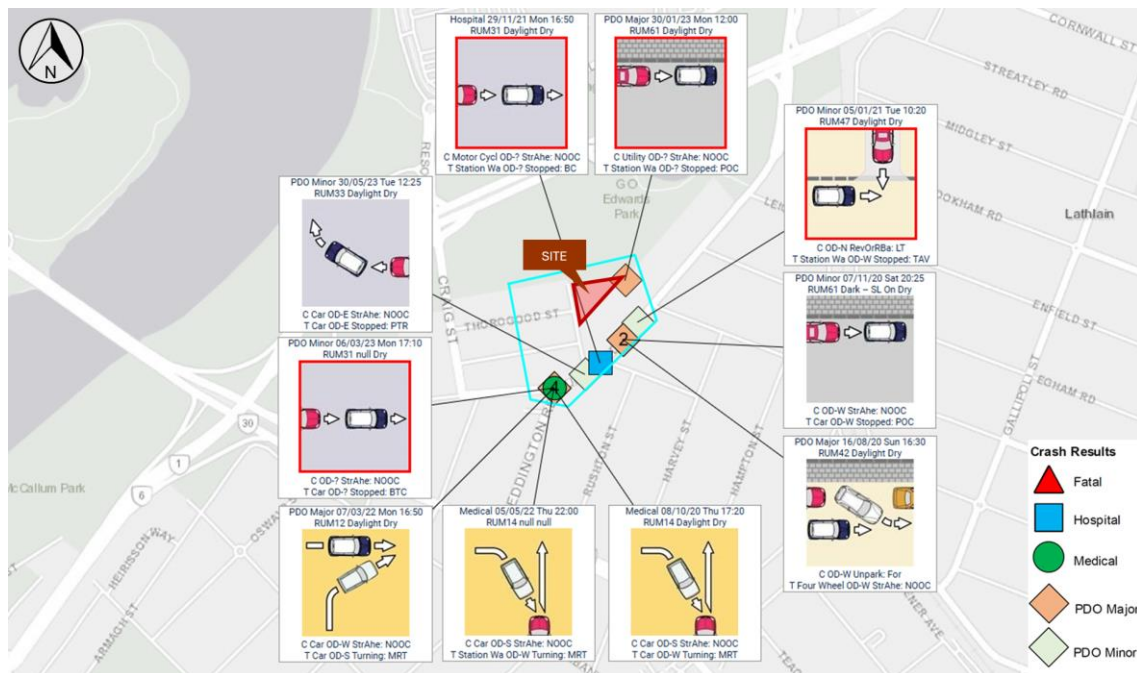 N
Hospital 29/11/21 Mon 16:50
RUM31 Daylight Dry
C Motor Cycl OD-? StrAhe: NOOC
T Station Wa OD-? Stopped: BC
PDO Major 30/01/23 Mon 12:00
RUM61 Daylight Dry
C Utility OD-? StrAhe: NOOC
T Station Wa OD-? Stopped: POC
PDO Minor 05/01/21 Tue 10:20
RUM47 Daylight Dry
C OD-N RevOrRBa: LT
T Station Wa OD-W Stopped: TAV
PDO Minor 30/05/23 Tue 12:25
RUM33 Daylight Dry
C Car OD-E StrAhe: NOOC
T Car OD-E Stopped: PTR
PDO Minor 07/11/20 Sat 20:25
RUM61 Dark – SL On Dry
C Car OD-W StrAhe: NOOC
T Car OD-W Stopped: POC
PDO Minor 06/03/23 Mon 17:10
RUM31 null Dry
C OD-? StrAhe: NOOC
T Car OD-? Stopped: BTC
PDO Major 16/08/20 Sun 16:30
RUM42 Daylight Dry
C Car OD-W Unpark: For
T Four Wheel OD-W StrAhe: NOOC
PDO Major 07/03/22 Mon 16:50
RUM12 Daylight Dry
C Car OD-W StrAhe: NOOC
T Car OD-S Turning: MRT
Medical 05/05/22 Thu 22:00
RUM14 null null
C Car OD-S StrAhe: NOOC
T Station Wa OD-W Turning: MRT
Medical 08/10/20 Thu 17:20
RUM14 Daylight Dry
C Car OD-S StrAhe: NOOC
T Car OD-W Turning: MRT
SITE
2
4
GO
Edwards
Park
CORNWALL ST
STREATLEY RD
MIDGLEY ST
OOKHAM RD
Lathlain
ENFIELD ST
EGHAM RD
GALLIPOLI ST
CRAIG ST
THOROGOOD ST
EDDINGTON R
RUSHTON ST
HARVEY ST
HAMPTON ST
McCallum Park
30
1
6
HEIRISSON WAY
ARMAGH ST
Crash Results
Fatal
Hospital
Medical
PDO Major
PDO Minor